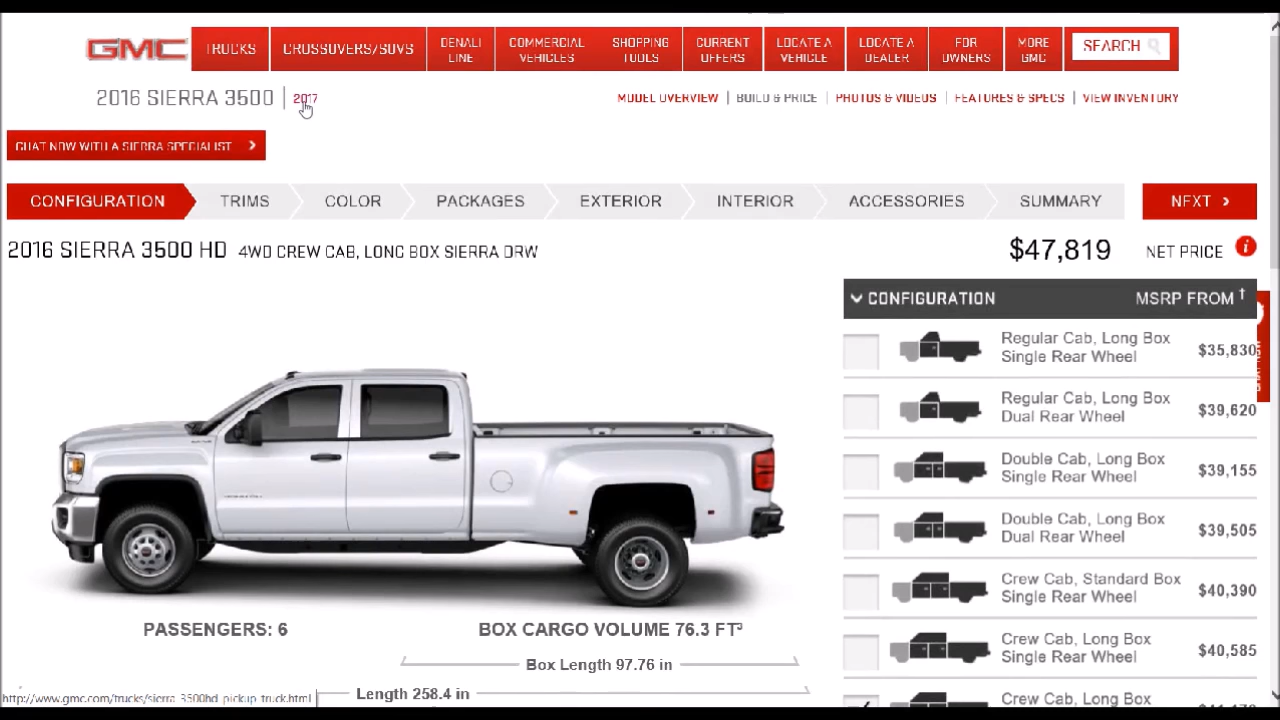 GMC
TRUCKS
CROSSOVERS/SUVS
DENALI
LINE
COMMERCIAL
VEHICLES
SHOPPING
TOOLS
CURRENT
OFFERS
LOCATE A
VEHICLE
LOCATE A
DEALER
FOR
OWNERS
MORE
GMC
SEARCH
2016 SIERRA 3500 | 2017
MODEL OVERVIEW | BUILD & PRICE | PHOTOS & VIDEOS | FEATURES & SPECS | VIEW INVENTORY
CHAT NOW WITH A SIERRA SPECIALIST
CONFIGURATION TRIMS COLOR PACKAGES EXTERIOR INTERIOR ACCESSORIES SUMMARY NEXT
2016 SIERRA 3500 HD 4WD CREW CAB, LONG BOX SIERRA DRW
$47,819 NET PRICE i
CONFIGURATION MSRP FROM †
Regular Cab, Long Box
Single Rear Wheel
$35,830
Regular Cab, Long Box
Dual Rear Wheel
$39,620
Double Cab, Long Box
Single Rear Wheel
$39,155
Double Cab, Long Box
Dual Rear Wheel
$39,505
Crew Cab, Standard Box
Single Rear Wheel
$40,390
Crew Cab, Long Box
Single Rear Wheel
$40,585
Crew Cab, Long Box
PASSENGERS: 6
BOX CARGO VOLUME 76.3 FT³
Box Length 97.76 in
Length 258.4 in
http://www.gmc.com/trucks/sierra_3500hd_pickup_truck.html